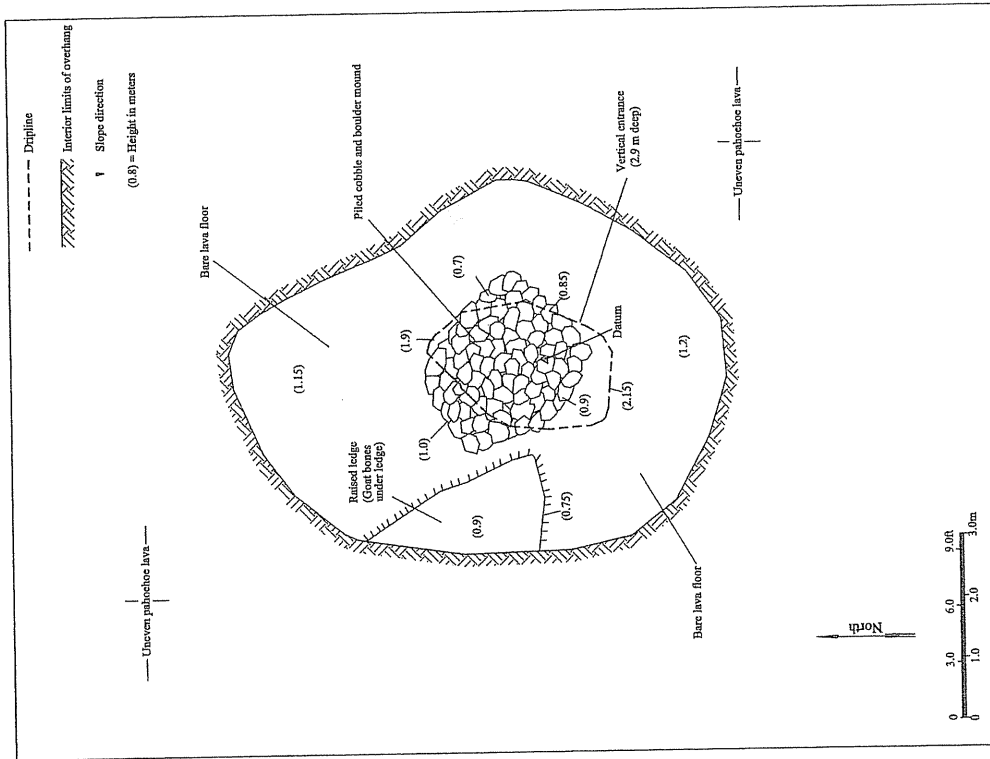 Dripline
Interior limits of overhang
Slope direction
(0.8) = Height in meters
Bare lava floor
Piled cobble and boulder mound
Vertical entrance
(2.9 m deep)
Uneven pahoehoe lava
Uneven pahoehoe lava
Raised ledge
(Goat bones
under ledge)
(1.15)
(1.9)
(0.7)
(0.85)
Datum
(1.0)
(0.9)
(2.15)
(1.2)
(0.9)
(0.75)
Bare lava floor
North
0 3.0 6.0 9.0ft
0 1.0 2.0 3.0m